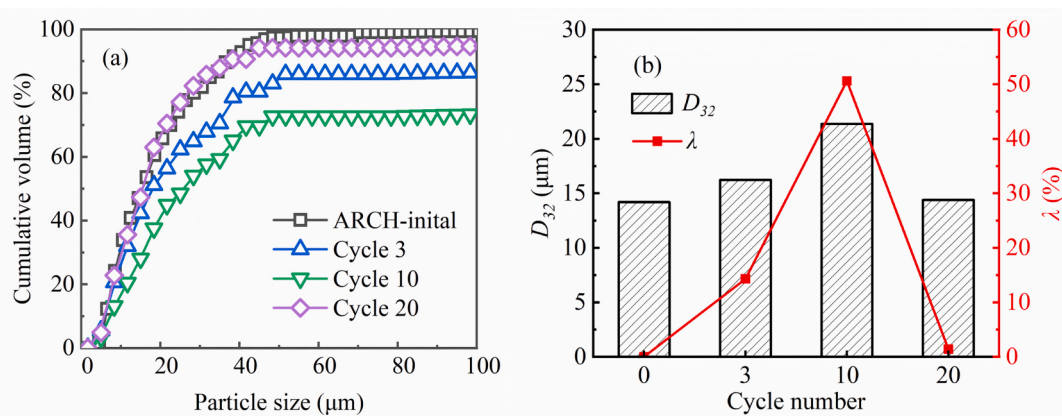 (a)
100
80
60
40
20
0
Cumulative volume (%)
ARCH-inital
Cycle 3
Cycle 10
Cycle 20
0 20 40 60 80 100
Particle size (μm)
(b)
30
25
20
15
10
5
0
D32 (μm)
D32
λ
60
50
40
30
20
10
0
λ (%)
0 3 10 20
Cycle number